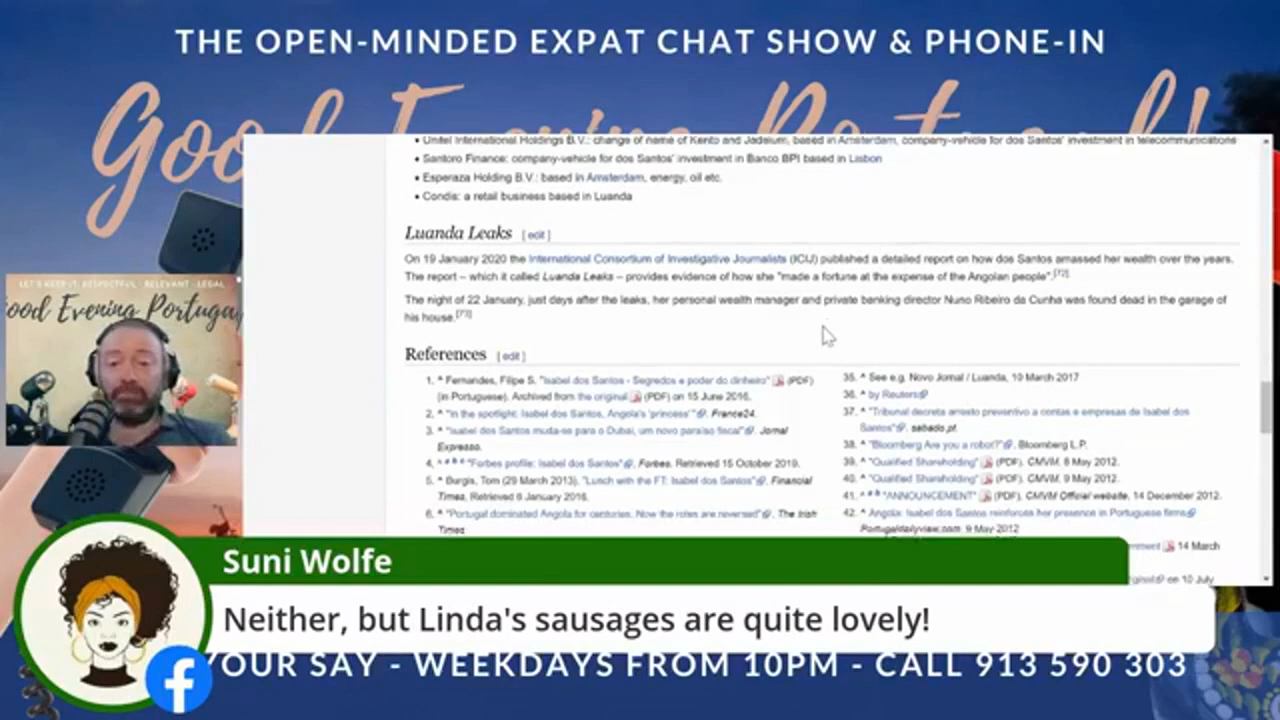 THE OPEN-MINDED EXPAT CHAT SHOW & PHONE-IN
• Unitel International Holdings B.V.: change of name of Kento and Jadeium, based in Amsterdam, company-vehicle for dos Santos' investment in telecommunications
• Santoro Finance: company-vehicle for dos Santos' investment in Banco BPI based in Lisbon
• Esperaza Holding B.V.: based in Amsterdam, energy, oil etc.
• Condis: a retail business based in Luanda
Luanda Leaks [ edit ]
On 19 January 2020 the International Consortium of Investigative Journalists (ICIJ) published a detailed report on how dos Santos amassed her wealth over the years.
The report – which it called Luanda Leaks – provides evidence of how she "made a fortune at the expense of the Angolan people".[72]
The night of 22 January, just days after the leaks, her personal wealth manager and private banking director Nuno Ribeiro da Cunha was found dead in the garage of
his house.[73]
References [ edit ]
1. ^ Fernandes, Filipe S. "Isabel dos Santos - Segredos e poder do dinheiro" (PDF)
(in Portuguese). Archived from the original (PDF) on 15 June 2016.
2. ^ "In the spotlight: Isabel dos Santos, Angola's 'princess'". France24.
3. ^ "Isabel dos Santos muda-se para o Dubai, um novo paraíso fiscal". Jornal
Expresso.
4. ^ a b c "Forbes profile: Isabel dos Santos". Forbes. Retrieved 15 October 2019.
5. ^ Burgis, Tom (29 March 2013). "Lunch with the FT: Isabel dos Santos". Financial
Times. Retrieved 6 January 2016.
6. ^ "Portugal dominated Angola for centuries. Now the roles are reversed". The Irish
Times.
35. ^ See e.g. Novo Jornal / Luanda, 10 March 2017
36. ^ by Reuters
37. ^ "Tribunal decreta arresto preventivo a contas e empresas de Isabel dos
Santos". sabado.pt.
38. ^ "Bloomberg Are you a robot?". Bloomberg L.P.
39. ^ "Qualified Shareholding" (PDF). CMVM. 8 May 2012.
40. ^ "Qualified Shareholding" (PDF). CMVM. 9 May 2012.
41. ^ a b "ANNOUNCEMENT" (PDF). CMVM Official website, 14 December 2012.
42. ^ Angola: Isabel dos Santos reinforces her presence in Portuguese firms
Portugaldailyview.com 9 May 2012
14 March
on 10 July
LET'S KEEP IT: RESPECTFUL · RELEVANT · LEGAL
ood Evening Portuga
Suni Wolfe
Neither, but Linda's sausages are quite lovely!
YOUR SAY - WEEKDAYS FROM 10PM - CALL 913 590 303